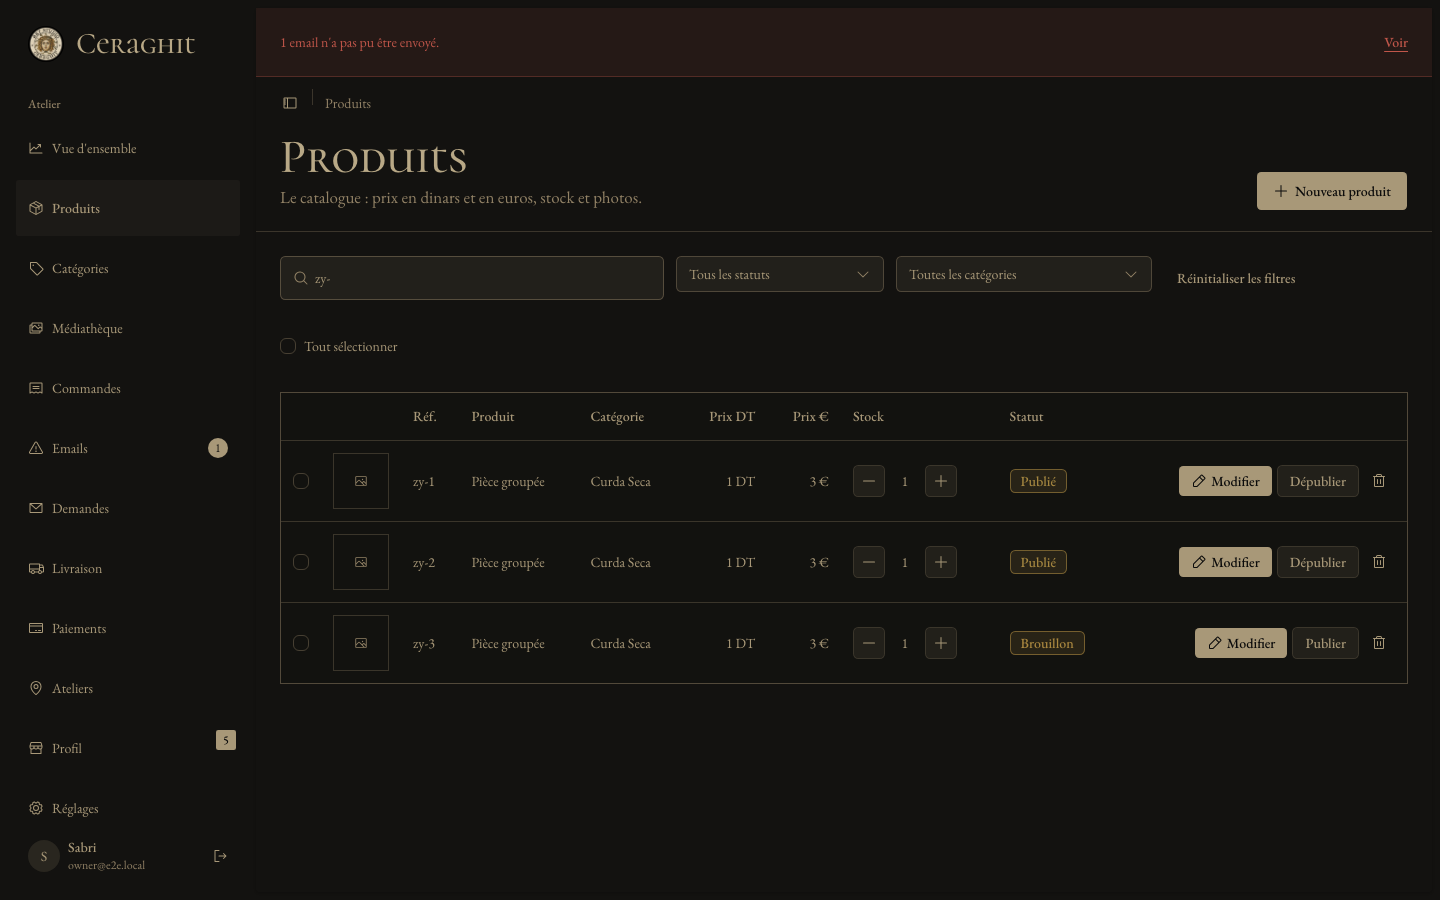 Ceraghit
Atelier
Vue d'ensemble
Produits
Catégories
Médiathèque
Commandes
Emails 1
Demandes
Livraison
Paiements
Ateliers
Profil 5
Réglages
S Sabri
owner@e2e.local
1 email n'a pas pu être envoyé. Voir
Produits
Produits
Le catalogue : prix en dinars et en euros, stock et photos.
Nouveau produit
zy- Tous les statuts Toutes les catégories Réinitialiser les filtres
Tout sélectionner
Réf. Produit Catégorie Prix DT Prix € Stock Statut
zy-1 Pièce groupée Curda Seca 1 DT 3 € 1 Publié Modifier Dépublier
zy-2 Pièce groupée Curda Seca 1 DT 3 € 1 Publié Modifier Dépublier
zy-3 Pièce groupée Curda Seca 1 DT 3 € 1 Brouillon Modifier Publier